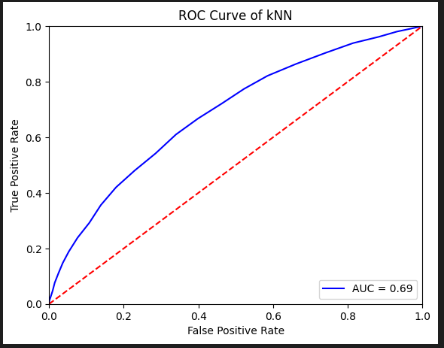 ROC Curve of kNN
1.0
0.8
0.6
0.4
0.2
0.0
True Positive Rate
AUC = 0.69
0.0 0.2 0.4 0.6 0.8 1.0
False Positive Rate